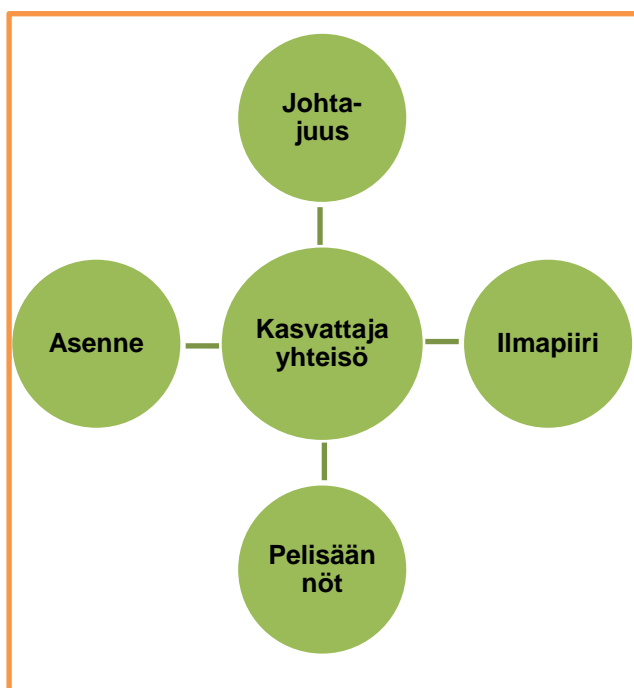 Johta-
juus
Asenne
Kasvattaja
yhteisö
Ilmapiiri
Pelisään
nöt